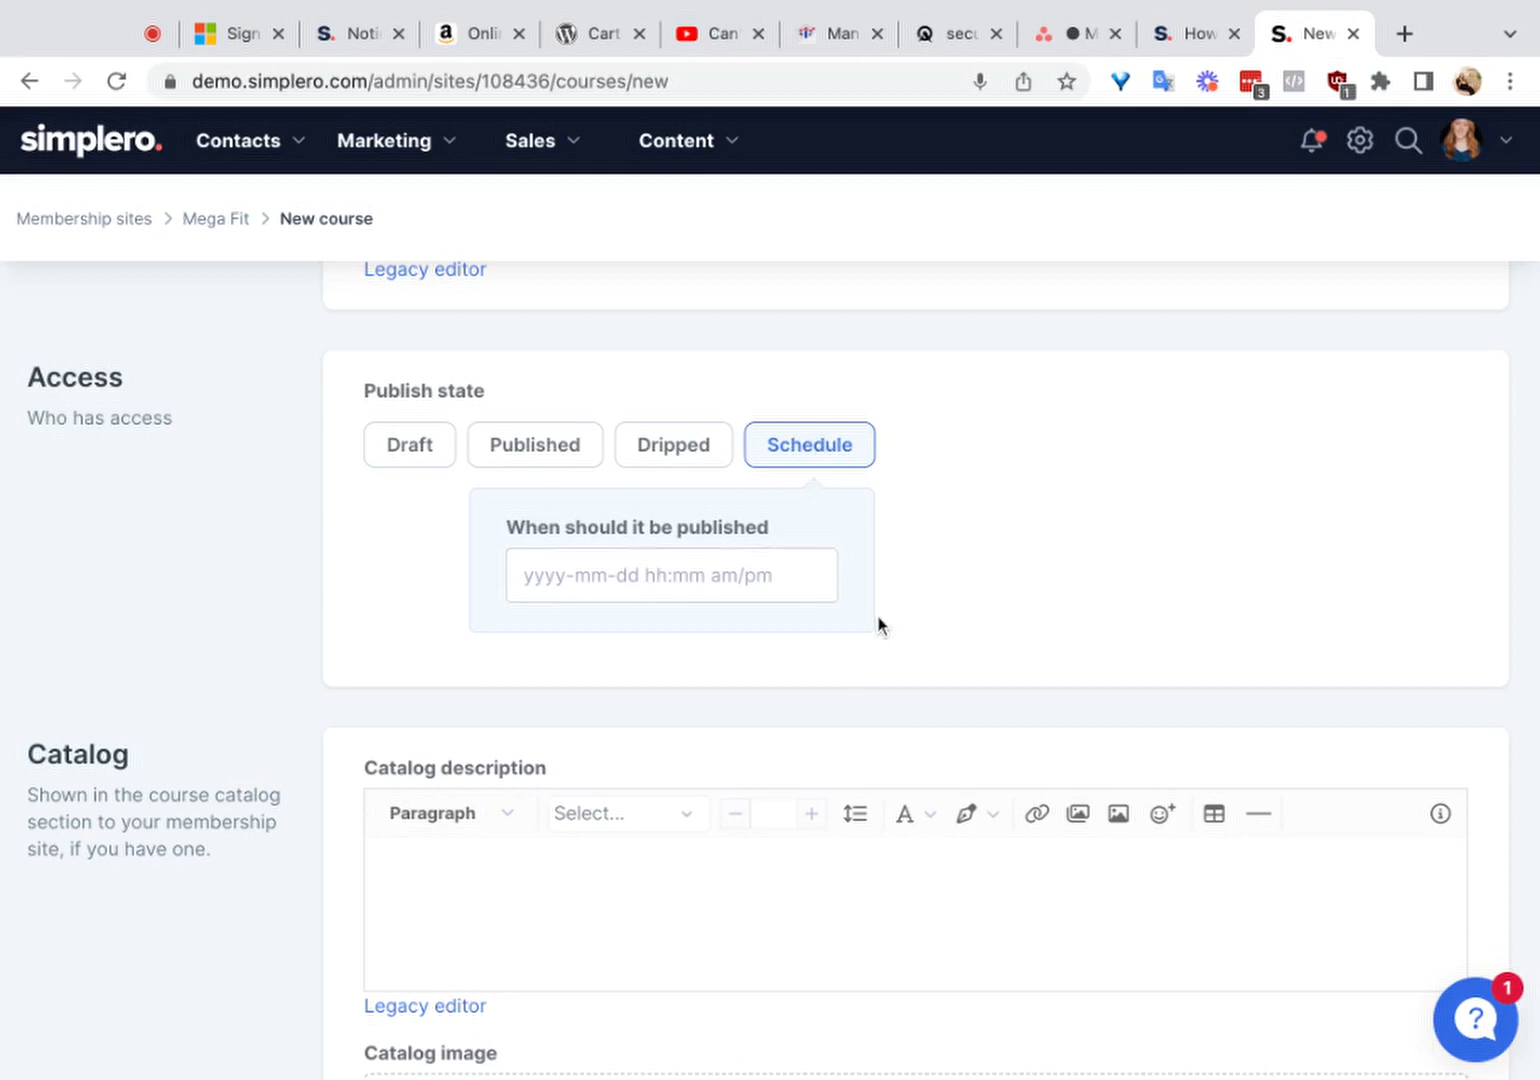 Sign
Noti
Onli
Cart
Can
Man
secu
M
How
New
demo.simplero.com/admin/sites/108436/courses/new
3
1
simplero.
Contacts
Marketing
Sales
Content
Membership sites > Mega Fit > New course
Legacy editor
Access
Who has access
Publish state
Draft
Published
Dripped
Schedule
When should it be published
yyyy-mm-dd hh:mm am/pm
Catalog
Shown in the course catalog
section to your membership
site, if you have one.
Catalog description
Paragraph
Select...
Legacy editor
Catalog image
1